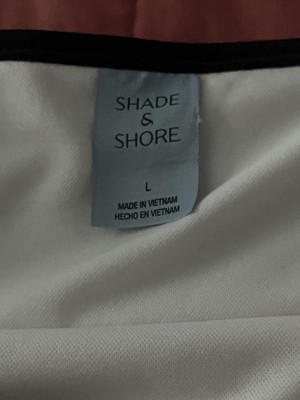 SHADE
&
SHORE
L
MADE IN VIETNAM
HECHO EN VIETNAM